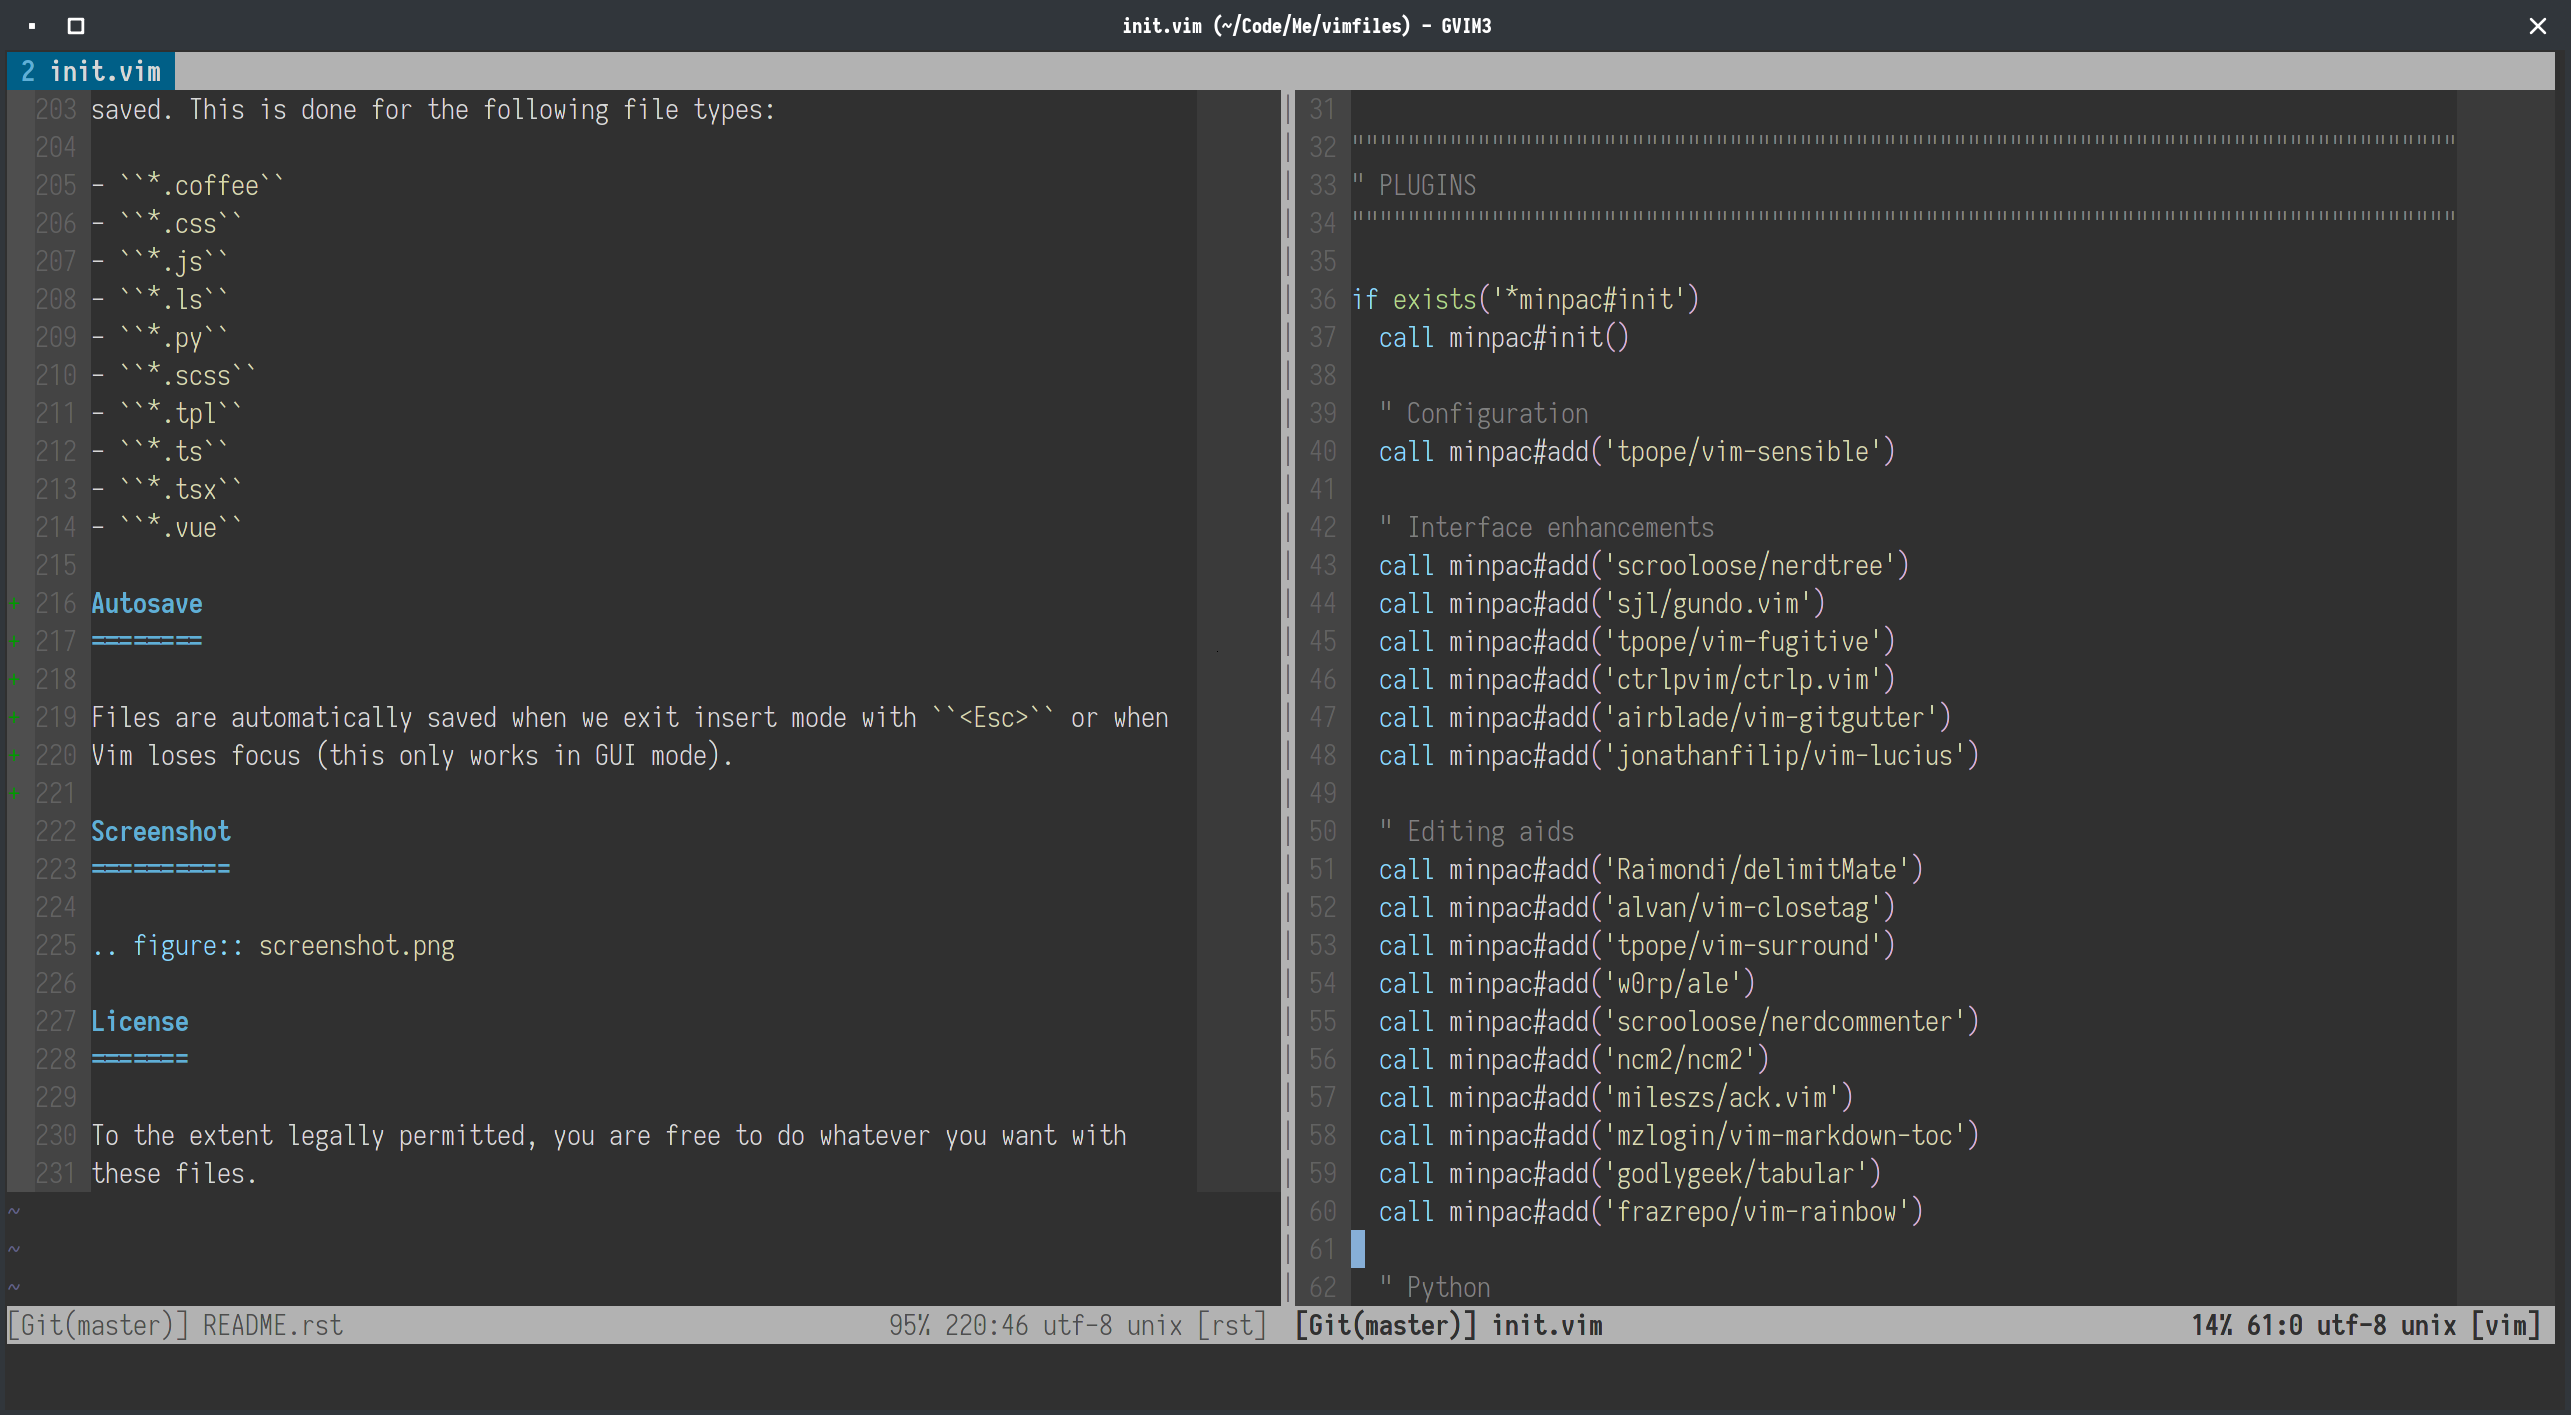 init.vim (~/Code/Me/vimfiles) - GVIM3
2 init.vim
203 saved. This is done for the following file types:
204
205 - ``*.coffee``
206 - ``*.css``
207 - ``*.js``
208 - ``*.ls``
209 - ``*.py``
210 - ``*.scss``
211 - ``*.tpl``
212 - ``*.ts``
213 - ``*.tsx``
214 - ``*.vue``
215
+ 216 Autosave
+ 217 ========
+ 218
+ 219 Files are automatically saved when we exit insert mode with ``<Esc>`` or when
+ 220 Vim loses focus (this only works in GUI mode).
+ 221
222 Screenshot
223 ==========
224
225 .. figure:: screenshot.png
226
227 License
228 =======
229
230 To the extent legally permitted, you are free to do whatever you want with
231 these files.
~
~
~
[Git(master)] README.rst 95% 220:46 utf-8 unix [rst]
31
32 """""""""""""""""""""""""""""""""""""""""""""""""""""""""""""""""""""""""""""""
33 " PLUGINS
34 """""""""""""""""""""""""""""""""""""""""""""""""""""""""""""""""""""""""""""""
35
36 if exists('*minpac#init')
37 call minpac#init()
38
39 " Configuration
40 call minpac#add('tpope/vim-sensible')
41
42 " Interface enhancements
43 call minpac#add('scrooloose/nerdtree')
44 call minpac#add('sjl/gundo.vim')
45 call minpac#add('tpope/vim-fugitive')
46 call minpac#add('ctrlpvim/ctrlp.vim')
47 call minpac#add('airblade/vim-gitgutter')
48 call minpac#add('jonathanfilip/vim-lucius')
49
50 " Editing aids
51 call minpac#add('Raimondi/delimitMate')
52 call minpac#add('alvan/vim-closetag')
53 call minpac#add('tpope/vim-surround')
54 call minpac#add('w0rp/ale')
55 call minpac#add('scrooloose/nerdcommenter')
56 call minpac#add('ncm2/ncm2')
57 call minpac#add('mileszs/ack.vim')
58 call minpac#add('mzlogin/vim-markdown-toc')
59 call minpac#add('godlygeek/tabular')
60 call minpac#add('frazrepo/vim-rainbow')
61
62 " Python
[Git(master)] init.vim 14% 61:0 utf-8 unix [vim]